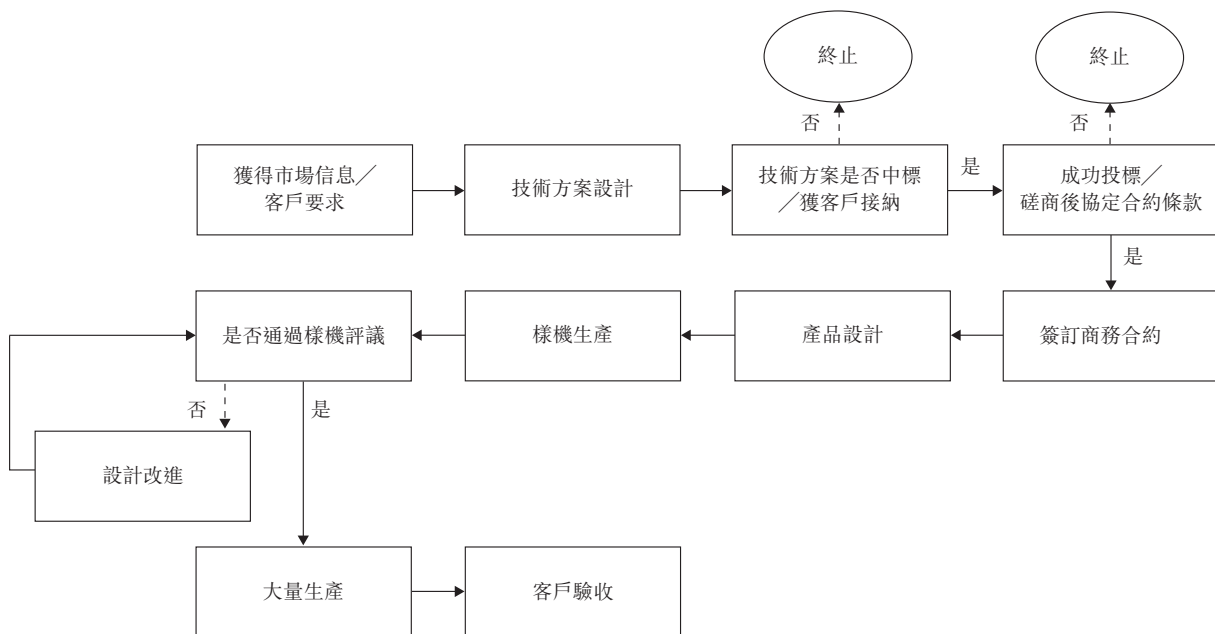 終止
終止
否
否
獲得市場信息／
客戶要求
技術方案設計
技術方案是否中標
／獲客戶接納
是
成功投標／
磋商後協定合約條款
是
是否通過樣機評議
樣機生產
產品設計
簽訂商務合約
否
是
設計改進
大量生產
客戶驗收